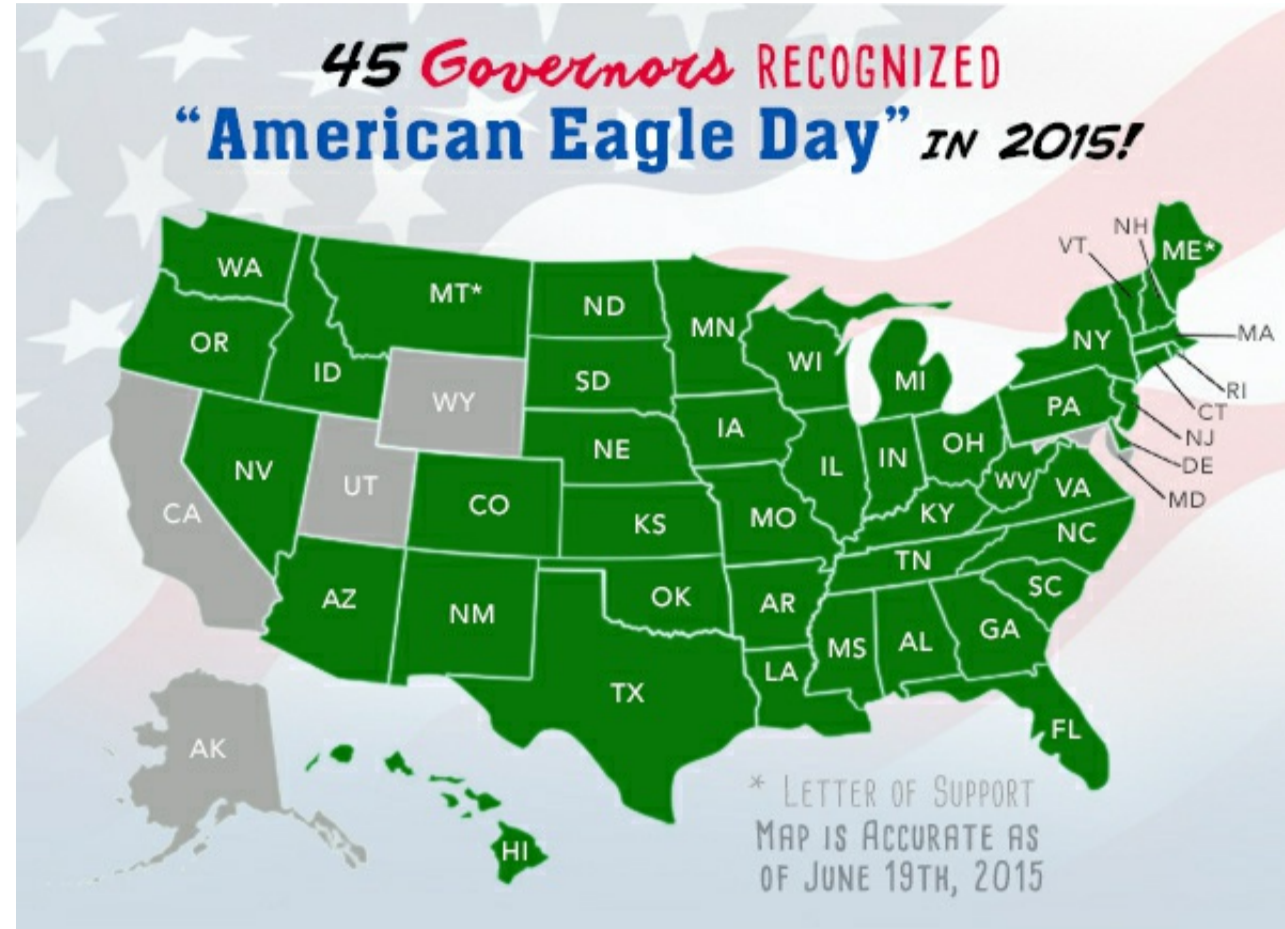 45 Governors RECOGNIZED
"American Eagle Day" IN 2015!
NH
VT
ME*
WA
MT*
ND
MN
MA
OR
NY
WI
ID
SD
MI
RI
WY
PA
CT
IA
NJ
OH
NE
IN
IL
DE
NV
UT
WV
VA
MD
CO
CA
KY
MO
KS
NC
TN
SC
AZ
OK
AR
NM
GA
MS
AL
LA
TX
FL
AK
HI
* LETTER OF SUPPORT
MAP IS ACCURATE AS
OF JUNE 19TH, 2015